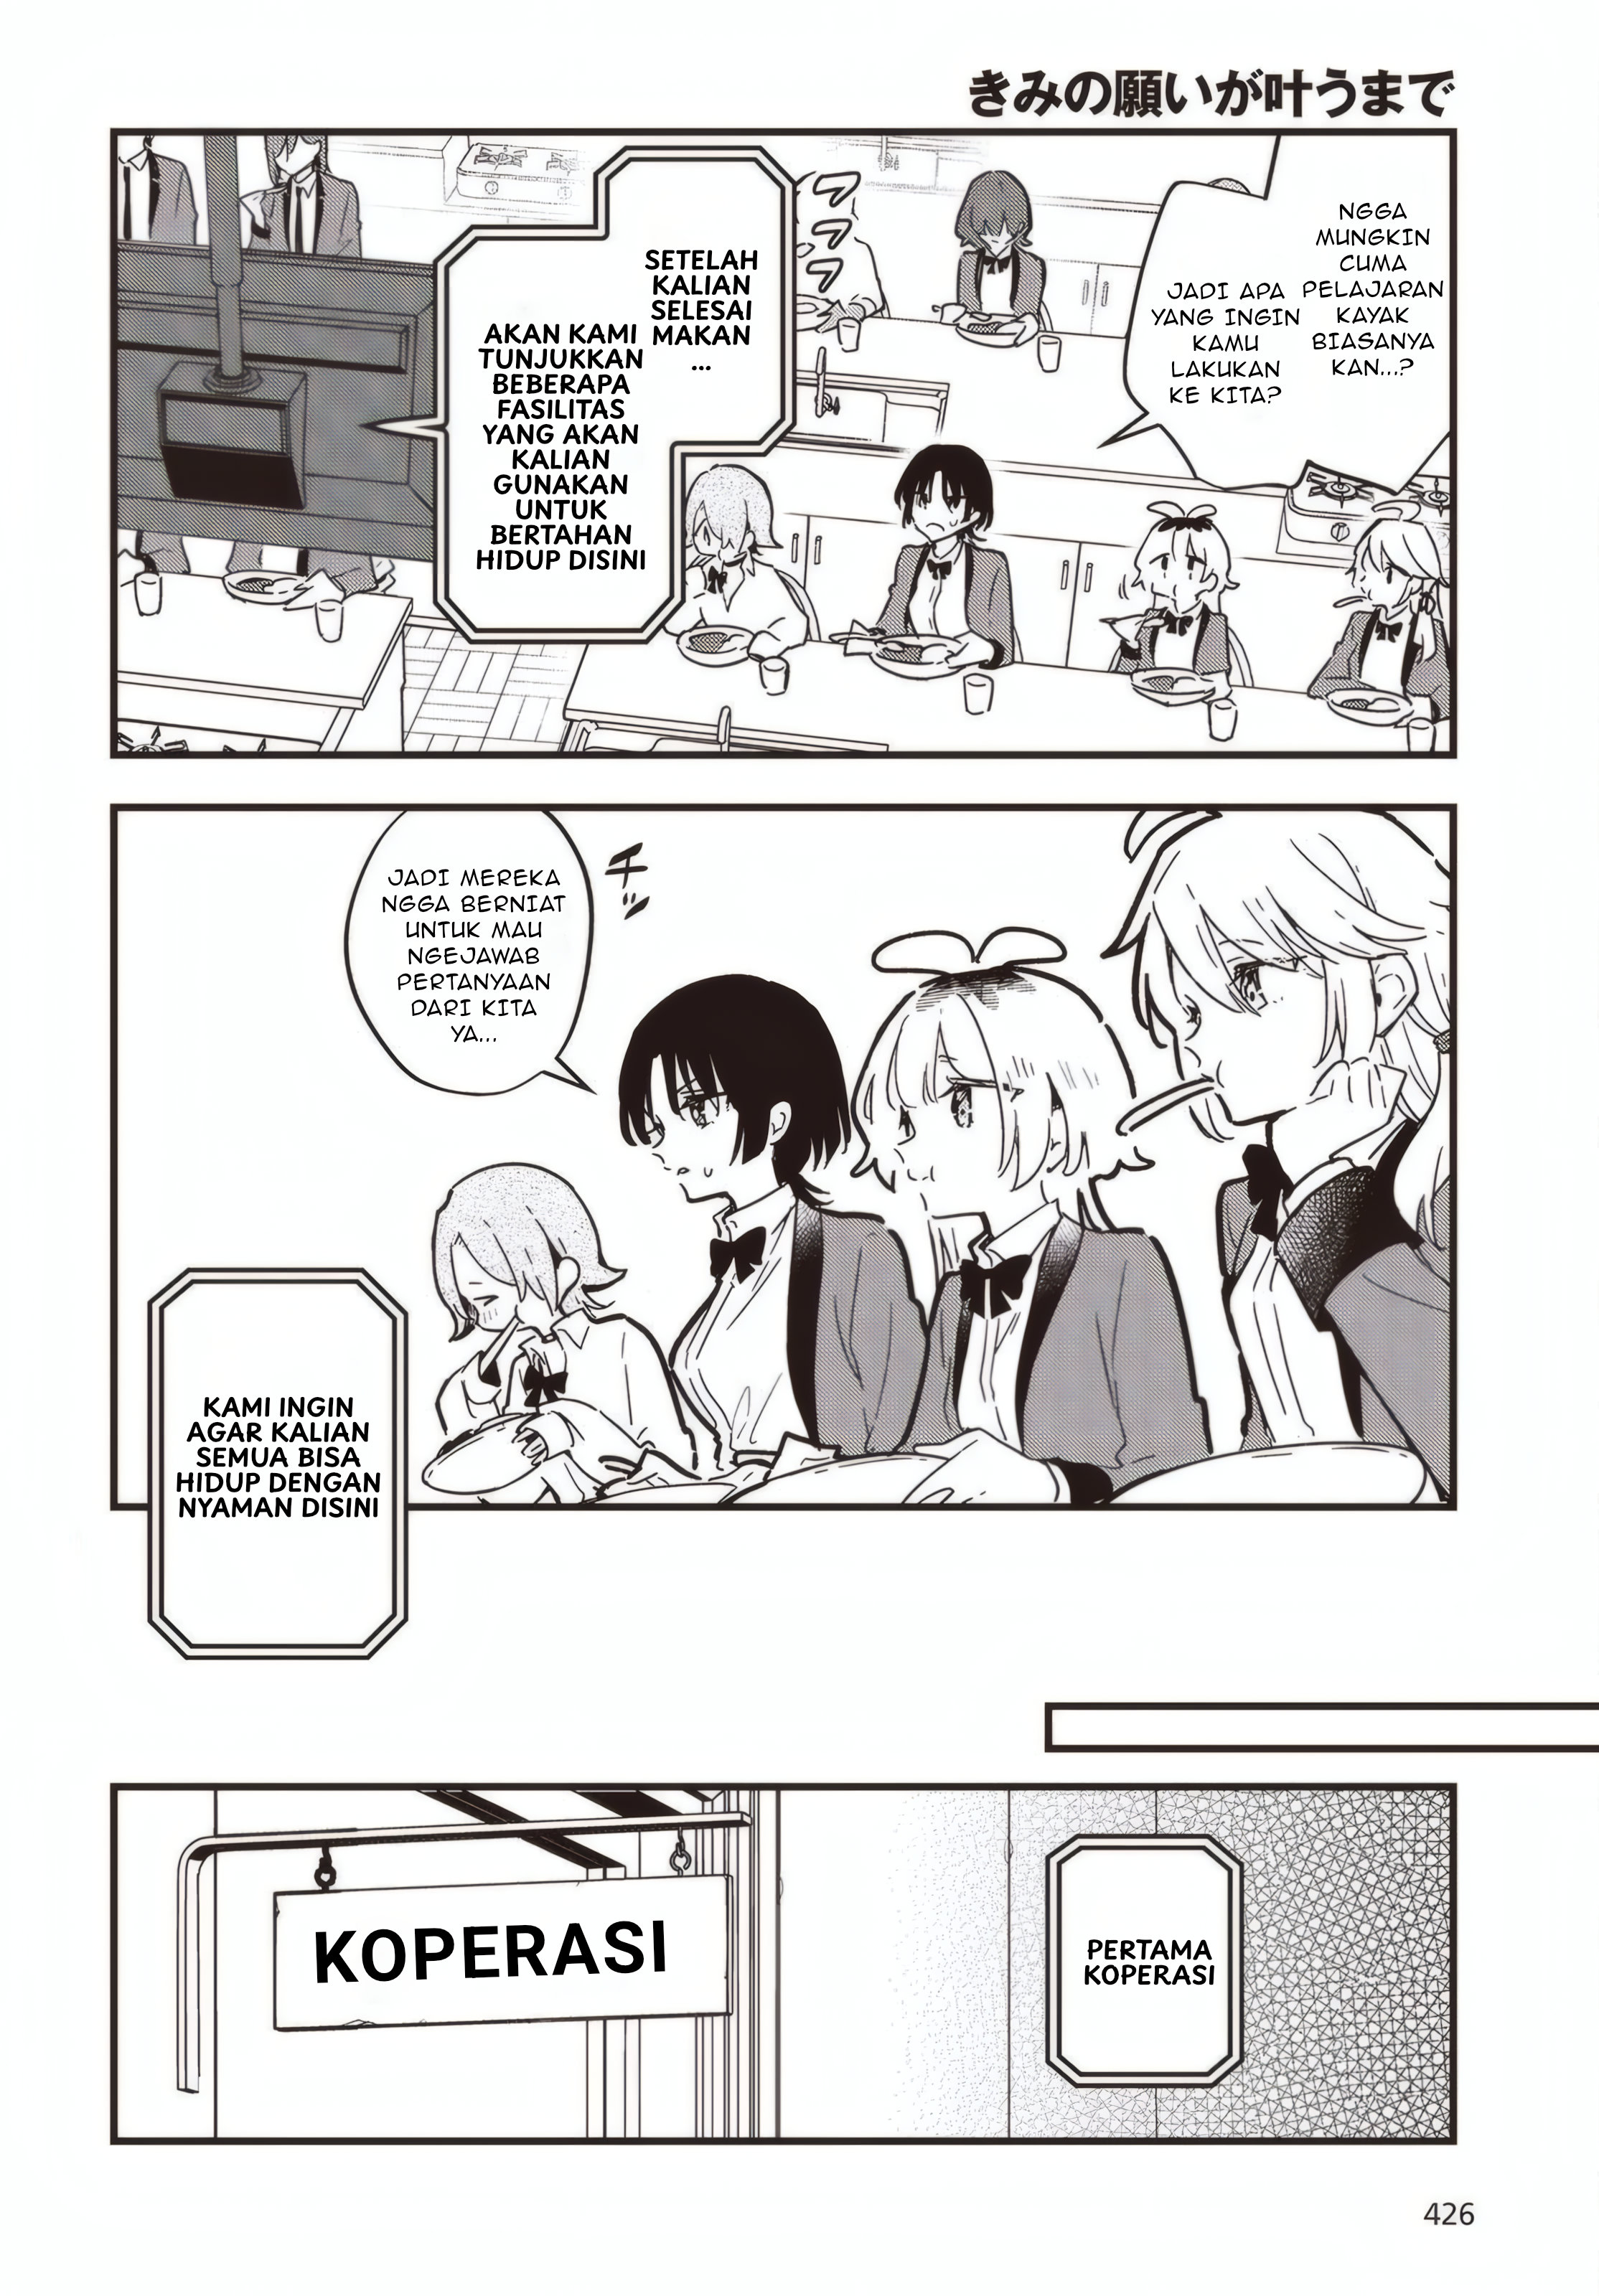 きみの願いが叶うまで
NGGA
MUNGKIN
CUMA
PELAJARAN
KAYAK
BIASANYA
KAN...?
JADI APA
YANG INGIN
KAMU
LAKUKAN
KE KITA?
フフフ
SETELAH
KALIAN
SELESAI
MAKAN
...
AKAN KAMI
TUNJUKKAN
BEBERAPA
FASILITAS
YANG AKAN
KALIAN
GUNAKAN
UNTUK
BERTAHAN
HIDUP DISINI
チッ
JADI MEREKA
NGGA BERNIAT
UNTUK MAU
NGEJAWAB
PERTANYAAN
DARI KITA
YA...
KAMI INGIN
AGAR KALIAN
SEMUA BISA
HIDUP DENGAN
NYAMAN DISINI
PERTAMA
KOPERASI
KOPERASI
426